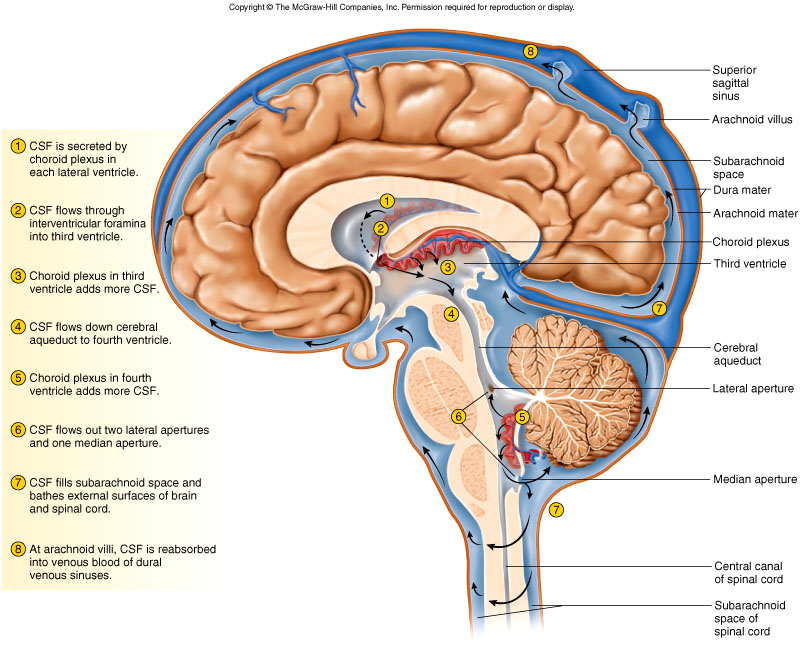 Copyright © The McGraw-Hill Companies, Inc. Permission required for reproduction or display.
1 CSF is secreted by
choroid plexus in
each lateral ventricle.
2 CSF flows through
interventricular foramina
into third ventricle.
3 Choroid plexus in third
ventricle adds more CSF.
4 CSF flows down cerebral
aqueduct to fourth ventricle.
5 Choroid plexus in fourth
ventricle adds more CSF.
6 CSF flows out two lateral apertures
and one median aperture.
7 CSF fills subarachnoid space and
bathes external surfaces of brain
and spinal cord.
8 At arachnoid villi, CSF is reabsorbed
into venous blood of dural
venous sinuses.
8
1
2
3
7
4
6
5
7
Superior
sagittal
sinus
Arachnoid villus
Subarachnoid
space
Dura mater
Arachnoid mater
Choroid plexus
Third ventricle
Cerebral
aqueduct
Lateral aperture
Median aperture
Central canal
of spinal cord
Subarachnoid
space of
spinal cord